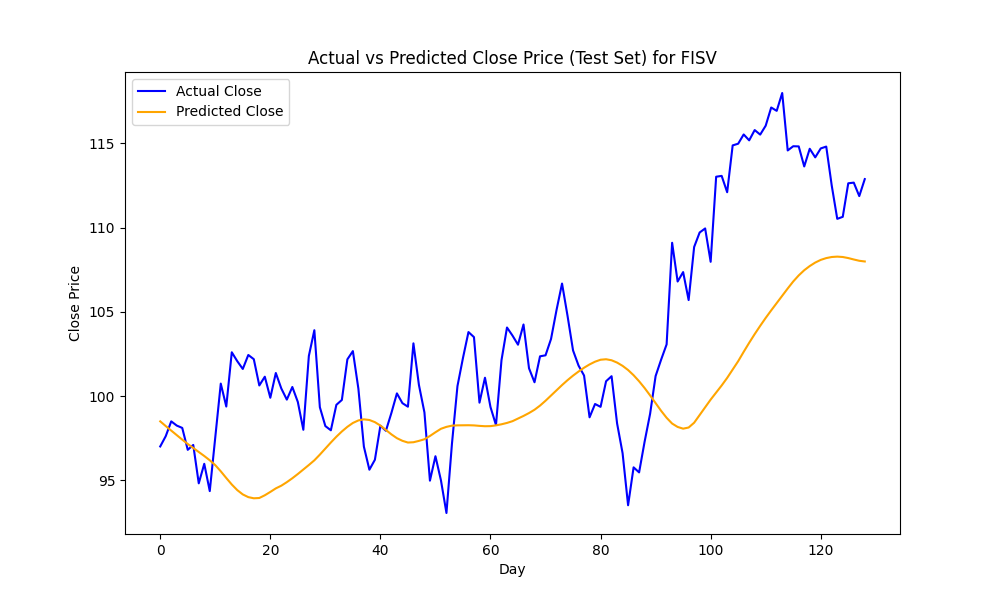 Actual vs Predicted Close Price (Test Set) for FISV
Actual Close
Predicted Close
Close Price
115
110
105
100
95
0 20 40 60 80 100 120
Day